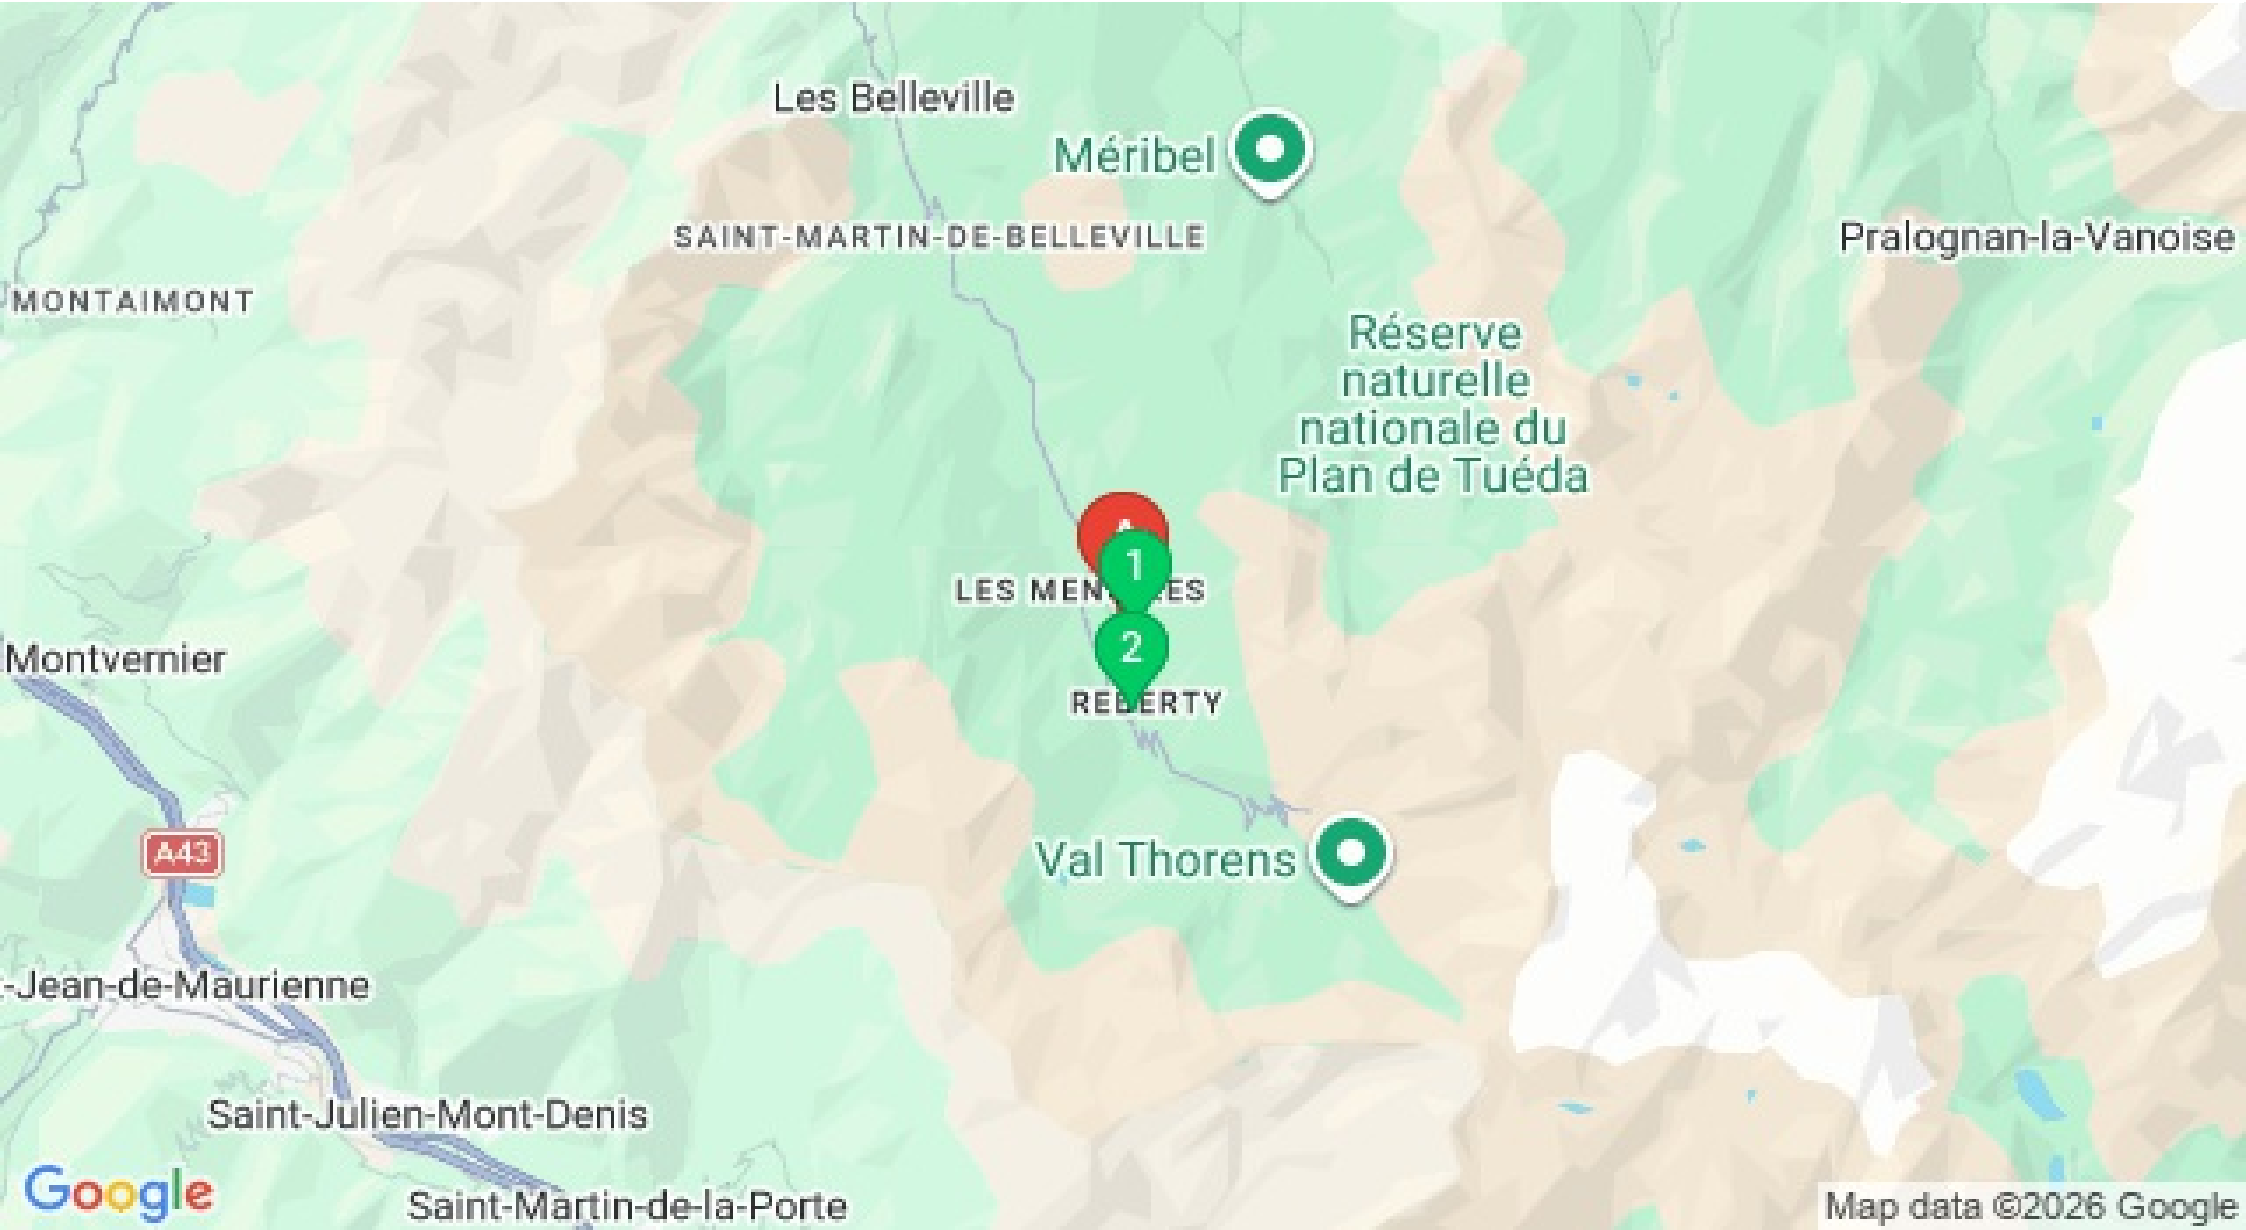 Les Belleville
Méribel
SAINT-MARTIN-DE-BELLEVILLE
Pralognan-la-Vanoise
MONTAIMONT
Réserve
naturelle
nationale du
Plan de Tuéda
1
LES
2
Montvernier
REBERTY
Val Thorens
A43
-Jean-de-Maurienne
Saint-Julien-Mont-Denis
Saint-Martin-de-la-Porte
Google
Map data ©2026 Google